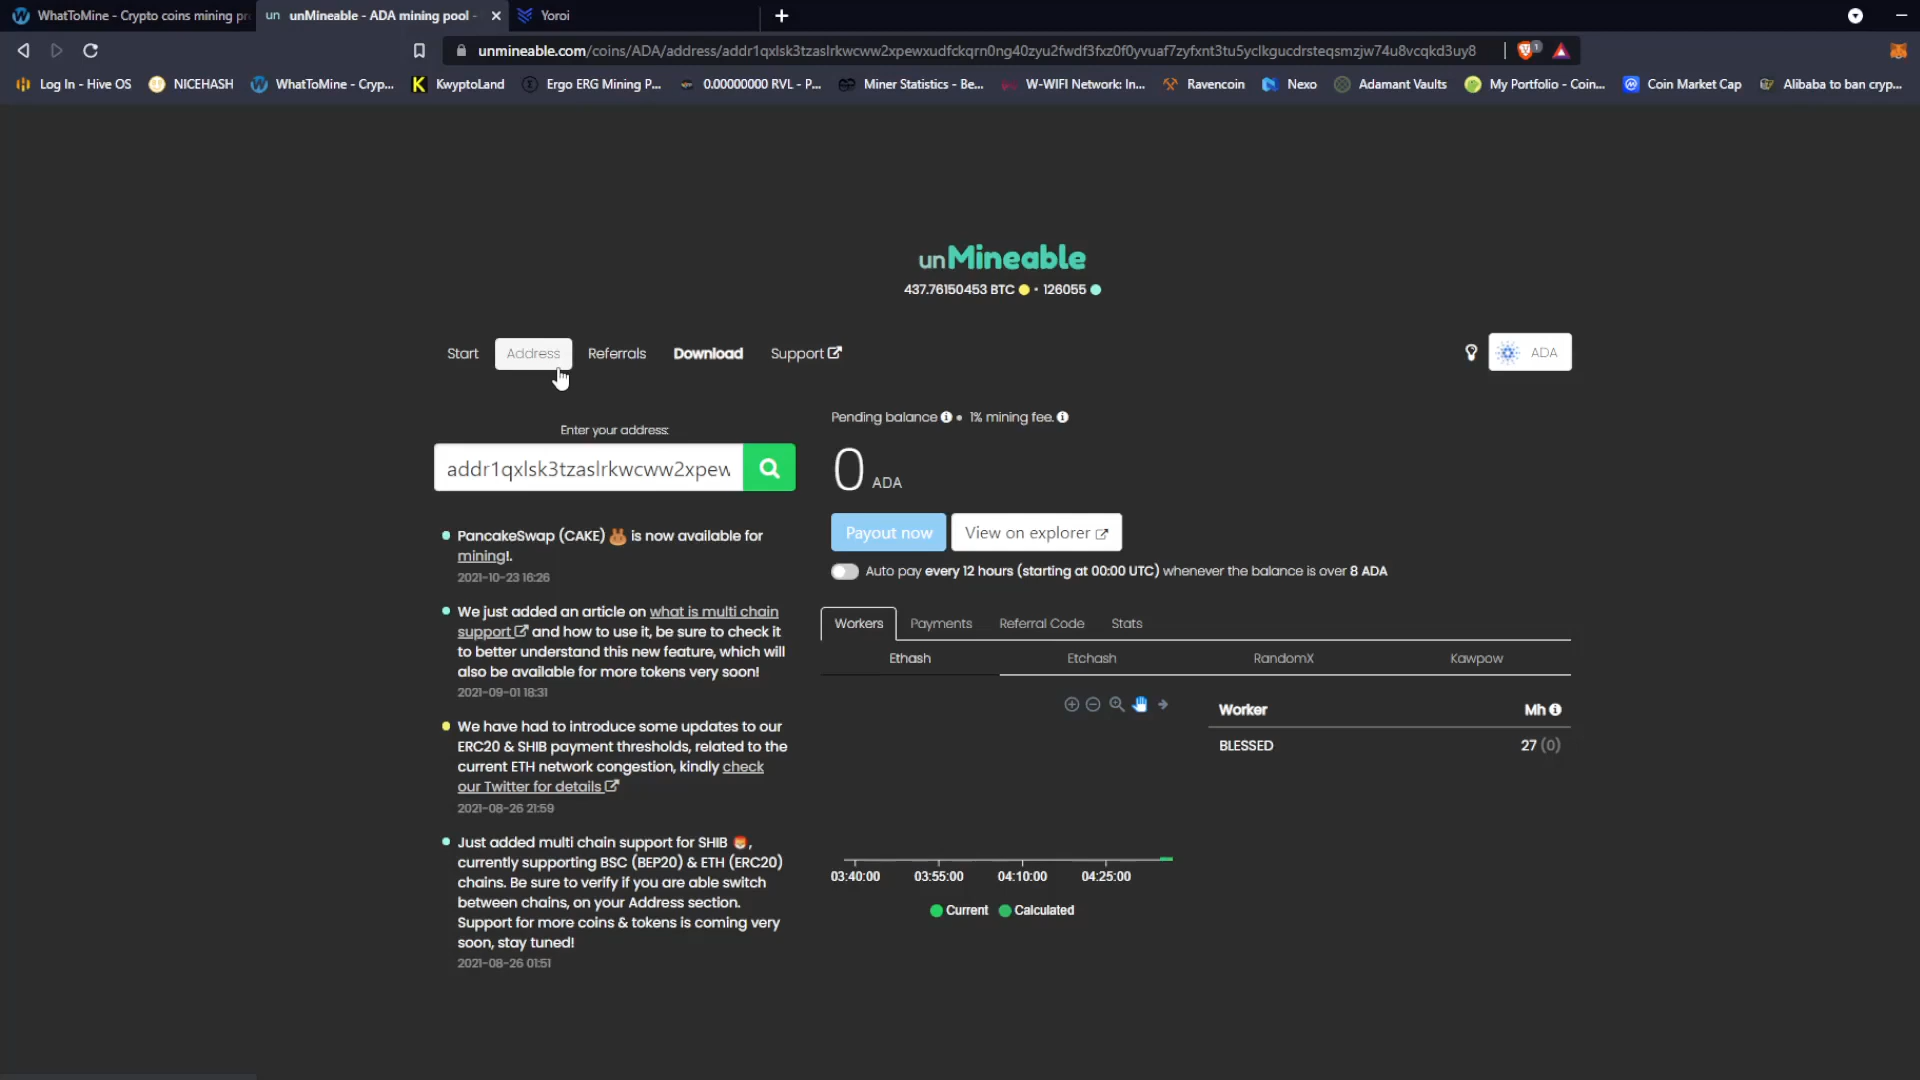 WhatToMine - Crypto coins mining pr
un unMineable - ADA mining pool -
Yoroi
unmineable.com/coins/ADA/address/addr1qxlsk3tzaslrkwcww2xpewxudfckqrn0ng40zyu2fwdf3fxz0f0yvuaf7zyfxnt3tu5yclkgucdrsteqsmzjw74u8vcqkd3uy8
1
Log In - Hive OS
NICEHASH
WhatToMine - Cryp...
KwyptoLand
Ergo ERG Mining P...
0.00000000 RVL - P...
Miner Statistics - Be...
W-WIFI Network: In...
Ravencoin
Nexo
Adamant Vaults
My Portfolio - Coin...
Coin Market Cap
Alibaba to ban cryp...
unMineable
437.76150453 BTC • 126055
Start
Address
Referrals
Download
Support
ADA
Enter your address:
addr1qxlsk3tzaslrkwcww2xpew
PancakeSwap (CAKE) is now available for
mining!.
2021-10-23 16:26
We just added an article on what is multi chain
support and how to use it, be sure to check it
to better understand this new feature, which will
also be available for more tokens very soon!
2021-09-01 18:31
We have had to introduce some updates to our
ERC20 & SHIB payment thresholds, related to the
current ETH network congestion, kindly check
our Twitter for details
2021-08-26 21:59
Just added multi chain support for SHIB ,
currently supporting BSC (BEP20) & ETH (ERC20)
chains. Be sure to verify if you are able switch
between chains, on your Address section.
Support for more coins & tokens is coming very
soon, stay tuned!
2021-08-26 01:51
Pending balance • 1% mining fee.
0 ADA
Payout now
View on explorer
Auto pay every 12 hours (starting at 00:00 UTC) whenever the balance is over 8 ADA
Workers
Payments
Referral Code
Stats
Ethash
Etchash
RandomX
Kawpow
Worker
Mh
BLESSED
27 (0)
03:40:00
03:55:00
04:10:00
04:25:00
Current
Calculated